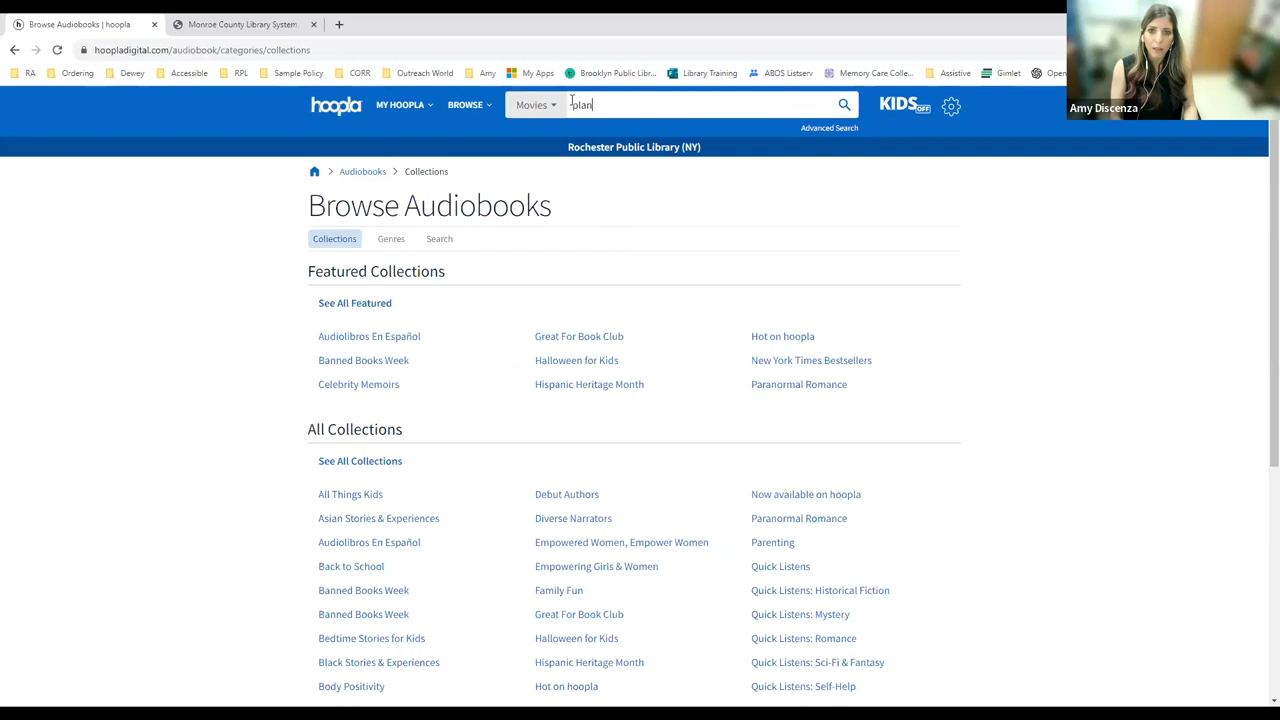 Browse Audiobooks | hoopla
Monroe County Library System
hoopladigital.com/audiobook/categories/collections
RA Ordering Dewey Accessible RPL Sample Policy CORR Outreach World Amy My Apps Brooklyn Public Libr... Library Training ABOS Listserv Memory Care Colle... Assistive Gimlet Open
Amy Discenza
hoopla MY HOOPLA BROWSE Movies plan KIDS OFF
Advanced Search
Rochester Public Library (NY)
Audiobooks Collections
Browse Audiobooks
Collections Genres Search
Featured Collections
See All Featured
Audiolibros En Español Great For Book Club Hot on hoopla
Banned Books Week Halloween for Kids New York Times Bestsellers
Celebrity Memoirs Hispanic Heritage Month Paranormal Romance
All Collections
See All Collections
All Things Kids Debut Authors Now available on hoopla
Asian Stories & Experiences Diverse Narrators Paranormal Romance
Audiolibros En Español Empowered Women, Empower Women Parenting
Back to School Empowering Girls & Women Quick Listens
Banned Books Week Family Fun Quick Listens: Historical Fiction
Banned Books Week Great For Book Club Quick Listens: Mystery
Bedtime Stories for Kids Halloween for Kids Quick Listens: Romance
Black Stories & Experiences Hispanic Heritage Month Quick Listens: Sci-Fi & Fantasy
Body Positivity Hot on hoopla Quick Listens: Self-Help